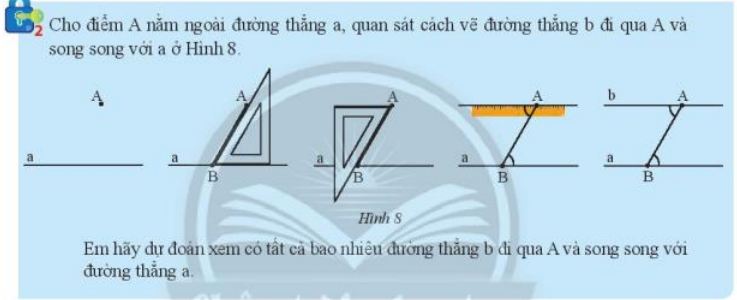 2 Cho điểm A nằm ngoài đường thẳng a, quan sát cách vẽ đường thẳng b đi qua A và
song song với a ở Hình 8.
A A A A b A
a a a a a
B B B B
Hình 8
Em hãy dự đoán xem có tất cả bao nhiêu đường thẳng b đi qua A và song song với
đường thẳng a.